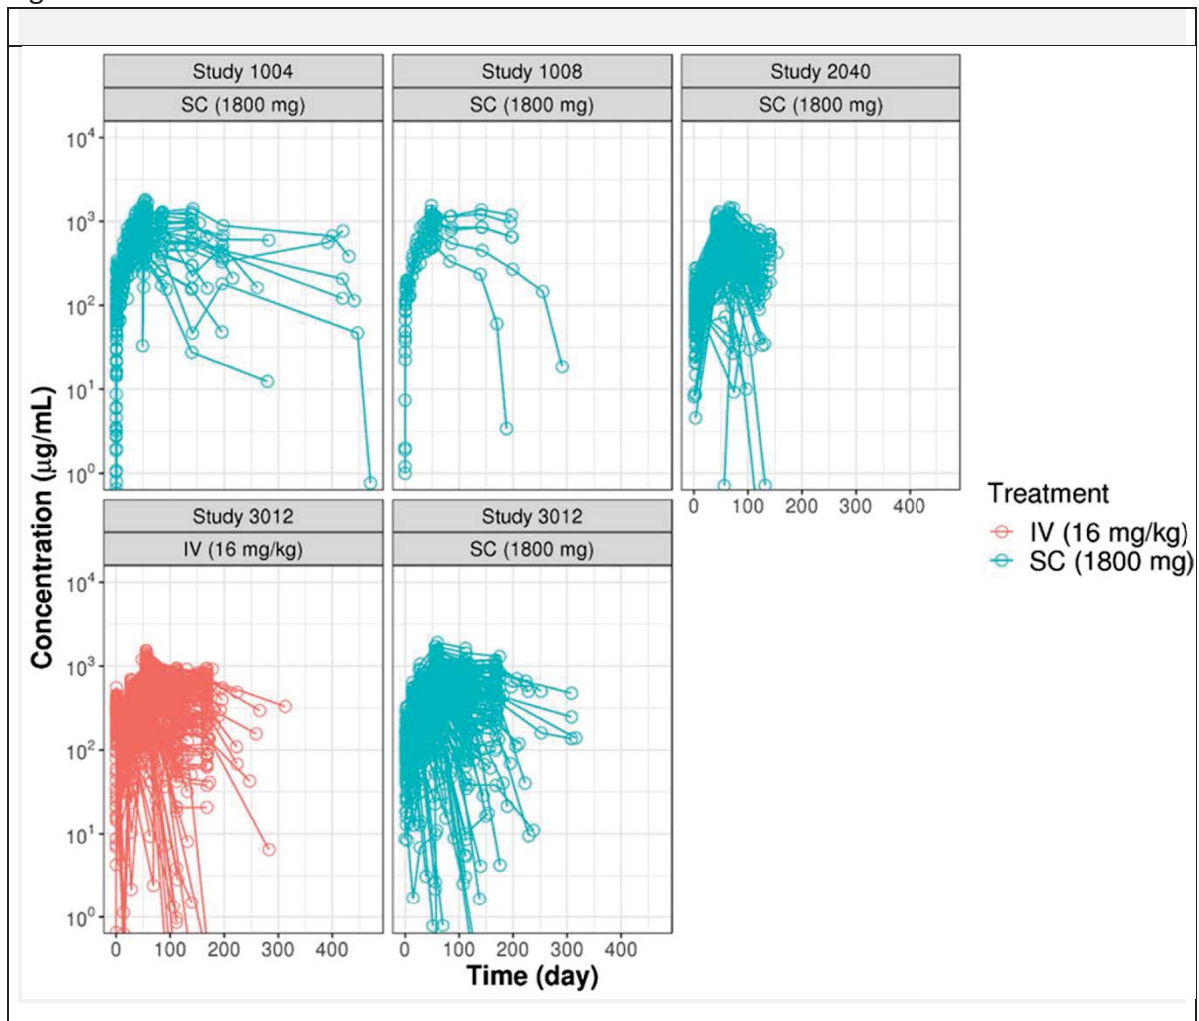 Study 1004
Study 1008
Study 2040
SC (1800 mg)
SC (1800 mg)
SC (1800 mg)
10⁴
10³
10²
10¹
10⁰
0 100 200 300 400
Study 3012
Study 3012
IV (16 mg/kg)
SC (1800 mg)
10⁴
10³
10²
10¹
10⁰
0 100 200 300 400
0 100 200 300 400
Concentration (μg/mL)
Time (day)
Treatment
IV (16 mg/kg)
SC (1800 mg)